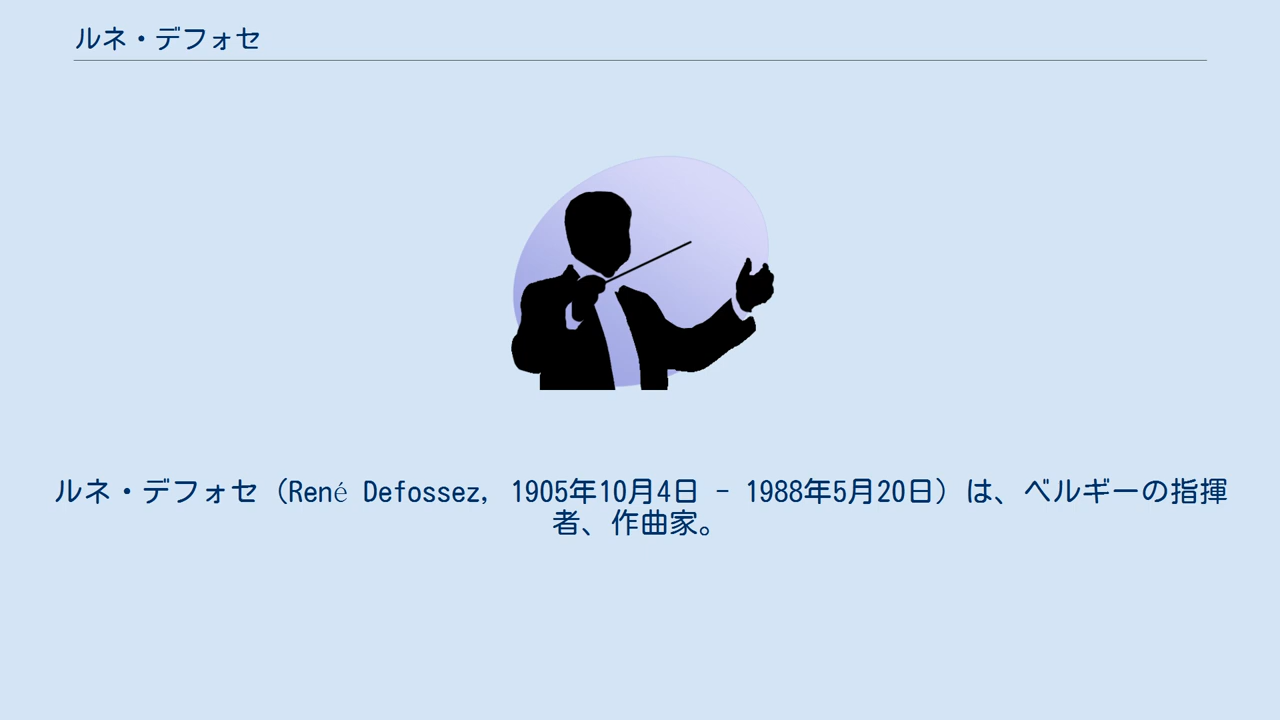 ルネ・デフォセ
ルネ・デフォセ（René Defossez, 1905年10月4日 - 1988年5月20日）は、ベルギーの指揮
者、作曲家。